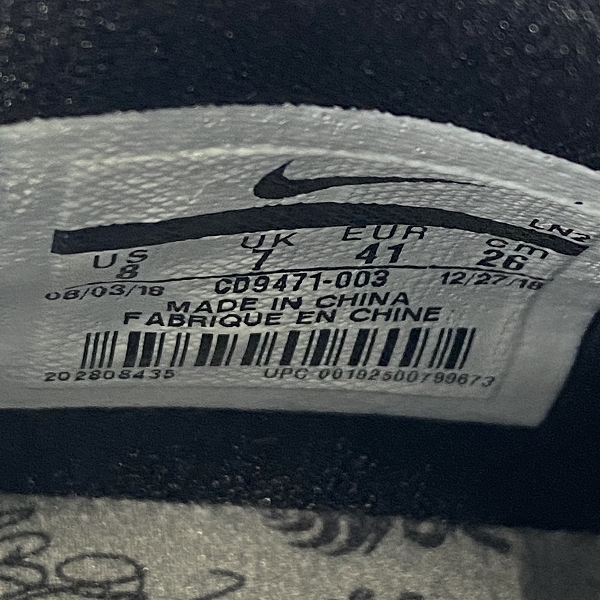 LN2
US UK EUR cm
8 7 41 26
08/03/18 CD9471-003 12/27/18
MADE IN CHINA
FABRIQUE EN CHINE
202808435 UPC 00192500799673